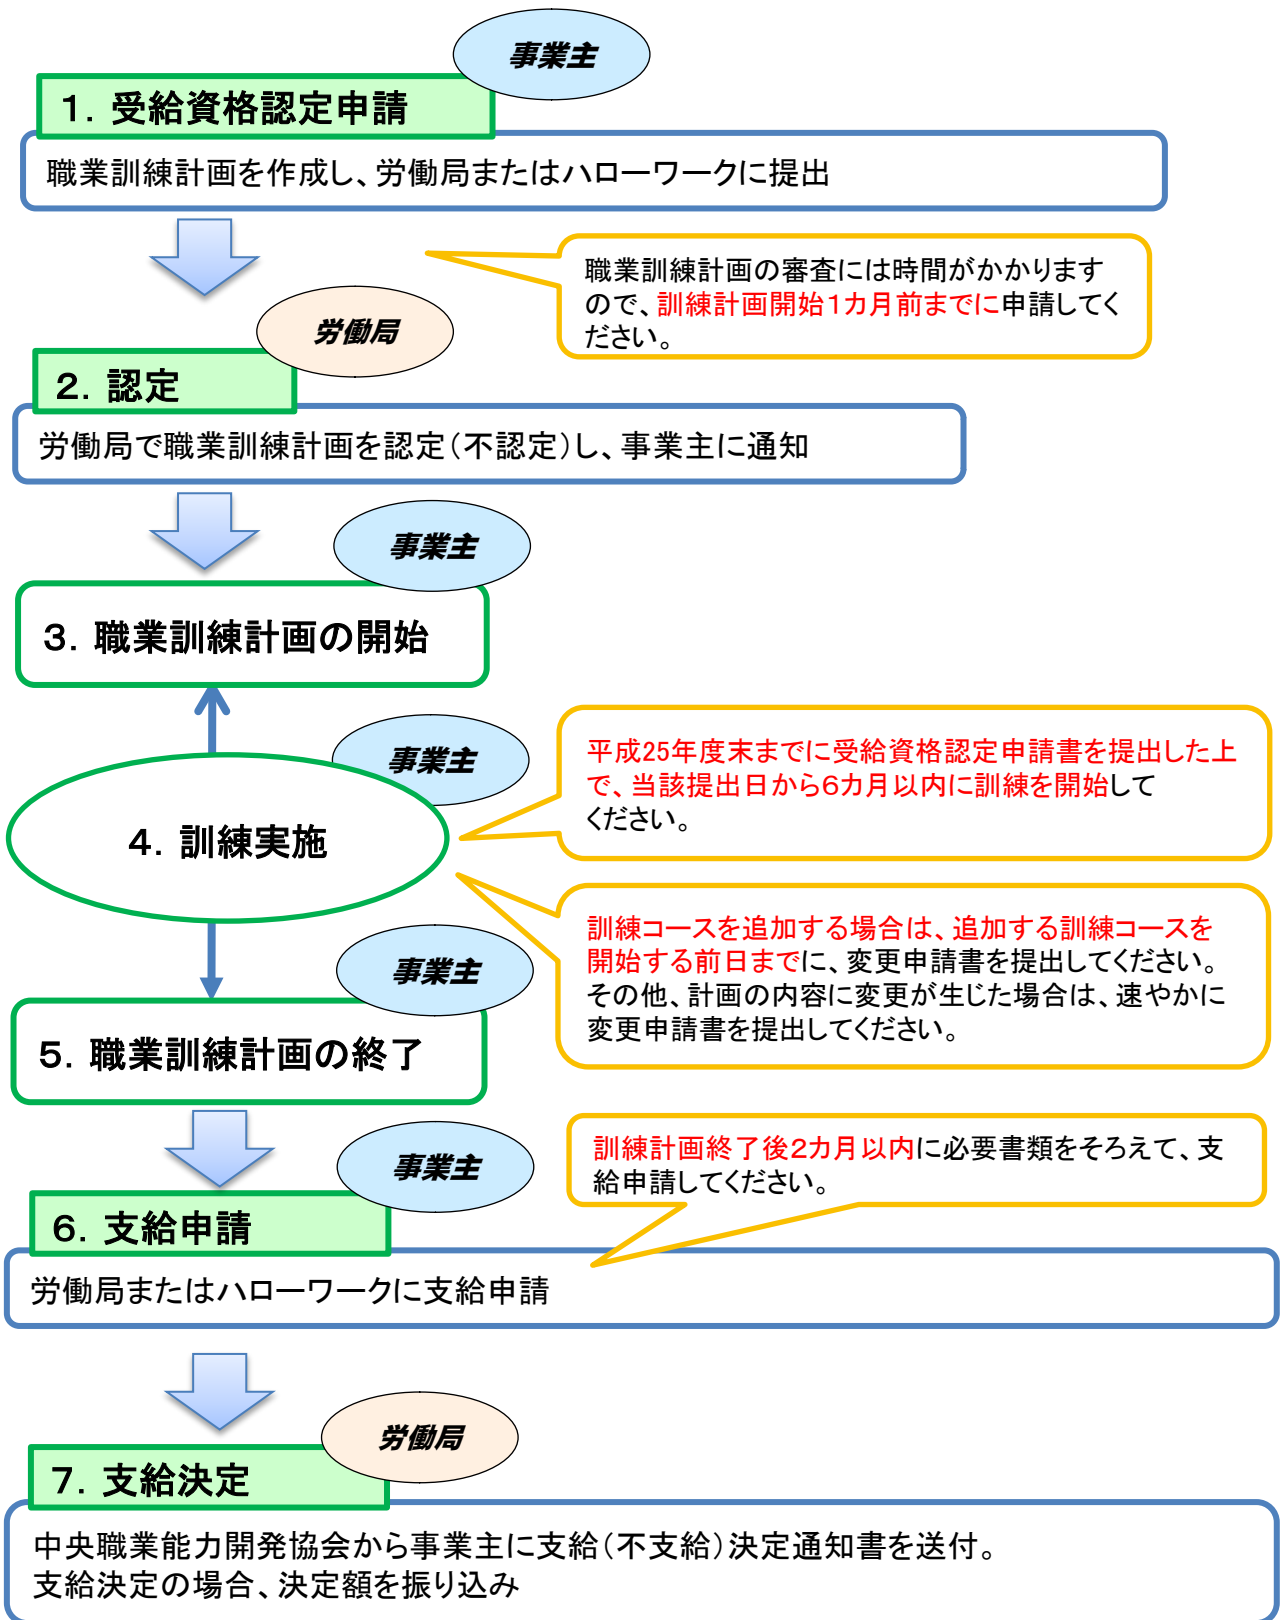 事業主
１．受給資格認定申請
職業訓練計画を作成し、労働局またはハローワークに提出
職業訓練計画の審査には時間がかかります
ので、訓練計画開始１カ月前までに申請してく
ださい。
労働局
２．認定
労働局で職業訓練計画を認定（不認定）し、事業主に通知
事業主
３．職業訓練計画の開始
事業主
４．訓練実施
平成25年度末までに受給資格認定申請書を提出した上
で、当該提出日から６カ月以内に訓練を開始して
ください。
訓練コースを追加する場合は、追加する訓練コースを
開始する前日までに、変更申請書を提出してください。
その他、計画の内容に変更が生じた場合は、速やかに
変更申請書を提出してください。
事業主
５．職業訓練計画の終了
訓練計画終了後２カ月以内に必要書類をそろえて、支
給申請してください。
事業主
６．支給申請
労働局またはハローワークに支給申請
労働局
７．支給決定
中央職業能力開発協会から事業主に支給（不支給）決定通知書を送付。
支給決定の場合、決定額を振り込み